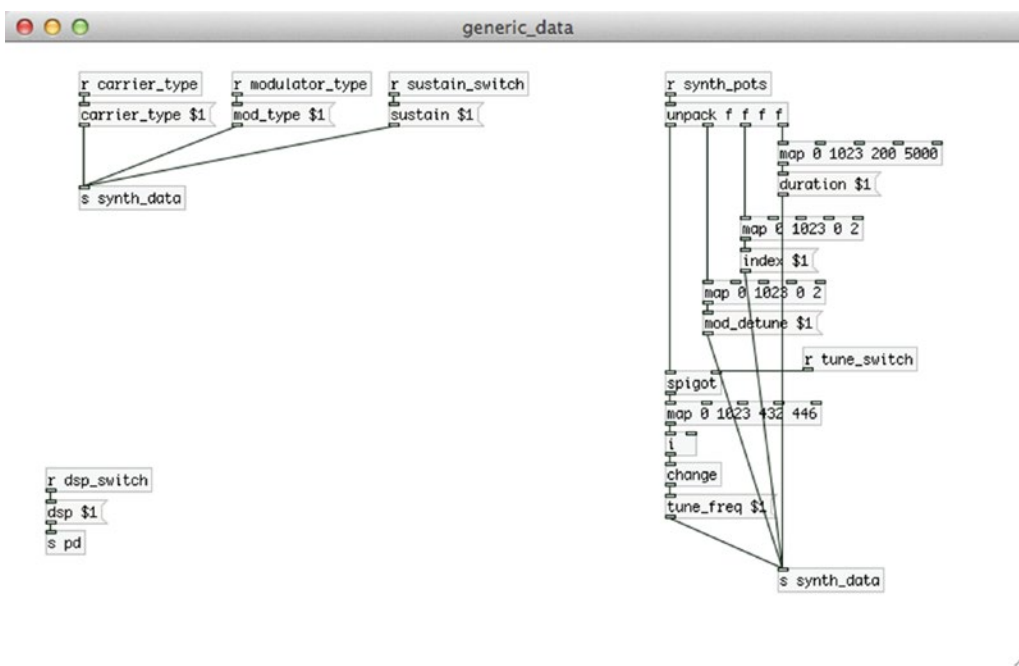 generic_data
r carrier_type
r modulator_type
r sustain_switch
carrier_type $1
mod_type $1
sustain $1
s synth_data
r synth_pots
unpack f f f f
map 0 1023 200 5000
duration $1
map 0 1023 0 2
index $1
map 0 1023 0 2
mod_detune $1
r tune_switch
spigot
map 0 1023 432 446
i
change
tune_freq $1
s synth_data
r dsp_switch
dsp $1
s pd